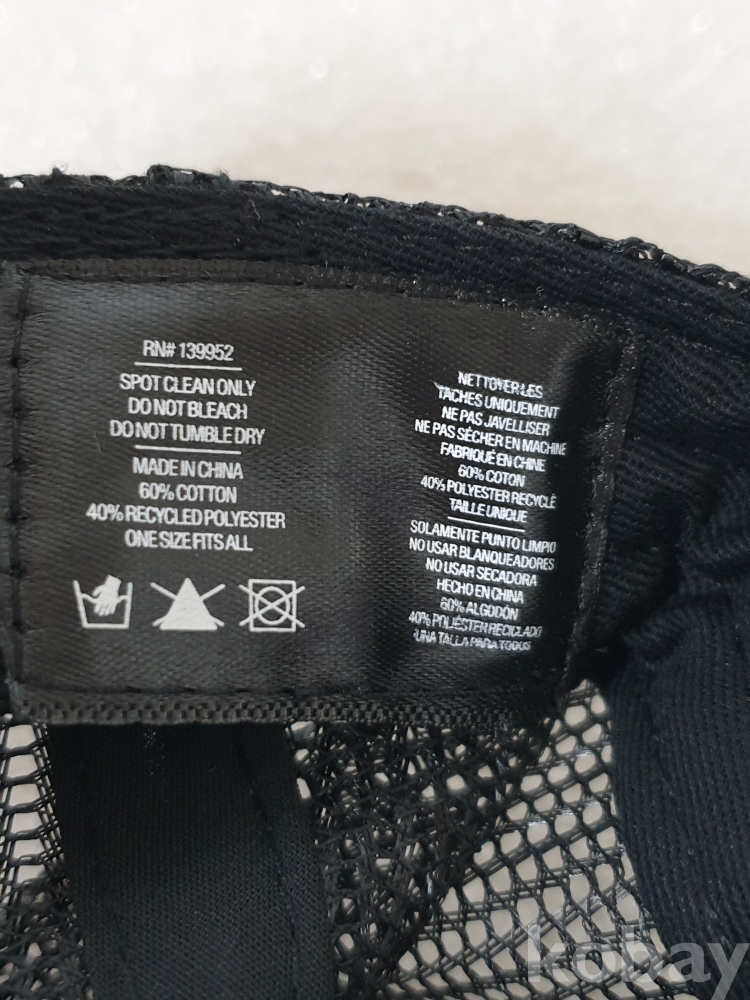 RN# 139952
SPOT CLEAN ONLY
DO NOT BLEACH
DO NOT TUMBLE DRY
MADE IN CHINA
60% COTTON
40% RECYCLED POLYESTER
ONE SIZE FITS ALL
NETTOYER LES
TACHES UNIQUEMENT
NE PAS JAVELLISER
NE PAS SÉCHER EN MACHINE
FABRIQUÉ EN CHINE
60% COTON
40% POLYESTER RECYCLÉ
TAILLE UNIQUE
SOLAMENTE PUNTO LIMPIO
NO USAR BLANQUEADORES
NO USAR SECADORA
HECHO EN CHINA
60% ALGODÓN
40% POLIÉSTER RECICLADO
UNA TALLA PARA TODOS
kobay